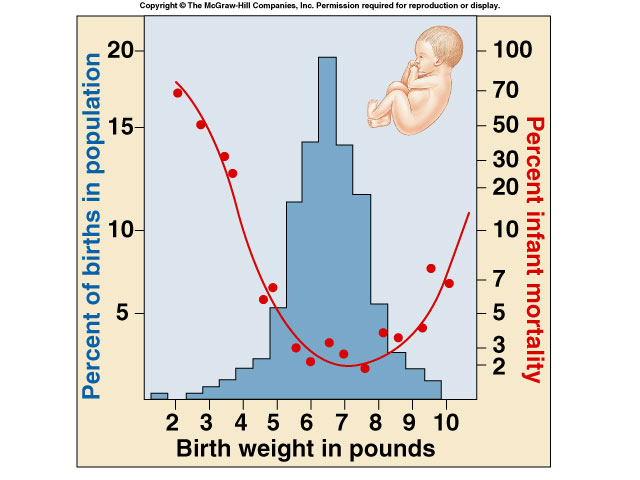 Copyright © The McGraw-Hill Companies, Inc. Permission required for reproduction or display.
Percent of births in population
20
15
10
5
100
70
50
30
20
10
7
5
3
2
Percent infant mortality
2 3 4 5 6 7 8 9 10
Birth weight in pounds